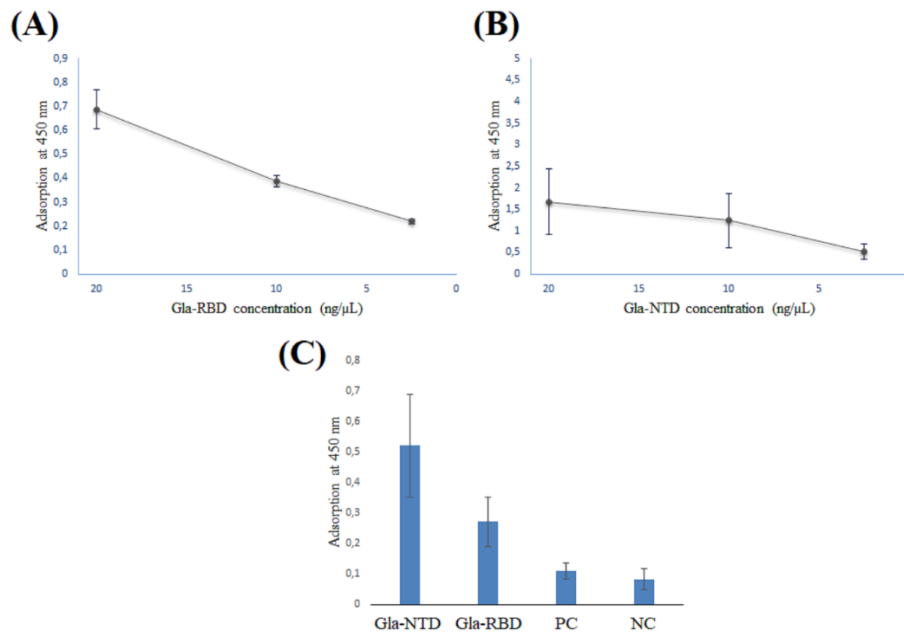 (A)
Adsorption at 450 nm
0,9
0,8
0,7
0,6
0,5
0,4
0,3
0,2
0,1
0
20 15 10 5 0
Gla-RBD concentration (ng/µL)
(B)
Adsorption at 450 nm
5
4,5
4
3,5
3
2,5
2
1,5
1
0,5
0
20 15 10 5
Gla-NTD concentration (ng/µL)
(C)
Adsorption at 450 nm
0,8
0,7
0,6
0,5
0,4
0,3
0,2
0,1
0
Gla-NTD Gla-RBD PC NC